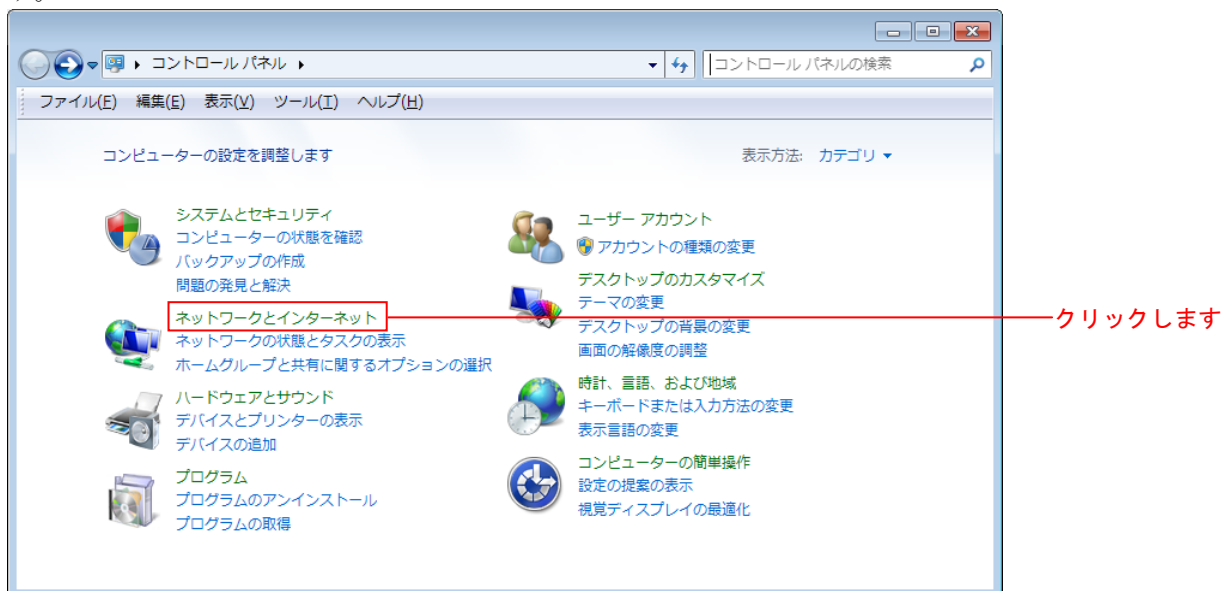 す。
コントロール パネル
コントロール パネルの検索
ファイル(F) 編集(E) 表示(V) ツール(T) ヘルプ(H)
コンピューターの設定を調整します
表示方法: カテゴリ
システムとセキュリティ
コンピューターの状態を確認
バックアップの作成
問題の発見と解決
ネットワークとインターネット
ネットワークの状態とタスクの表示
ホームグループと共有に関するオプションの選択
ハードウェアとサウンド
デバイスとプリンターの表示
デバイスの追加
プログラム
プログラムのアンインストール
プログラムの取得
ユーザー アカウント
アカウントの種類の変更
デスクトップのカスタマイズ
テーマの変更
デスクトップの背景の変更
画面の解像度の調整
時計、言語、および地域
キーボードまたは入力方法の変更
表示言語の変更
コンピューターの簡単操作
設定の提案の表示
視覚ディスプレイの最適化
クリックします